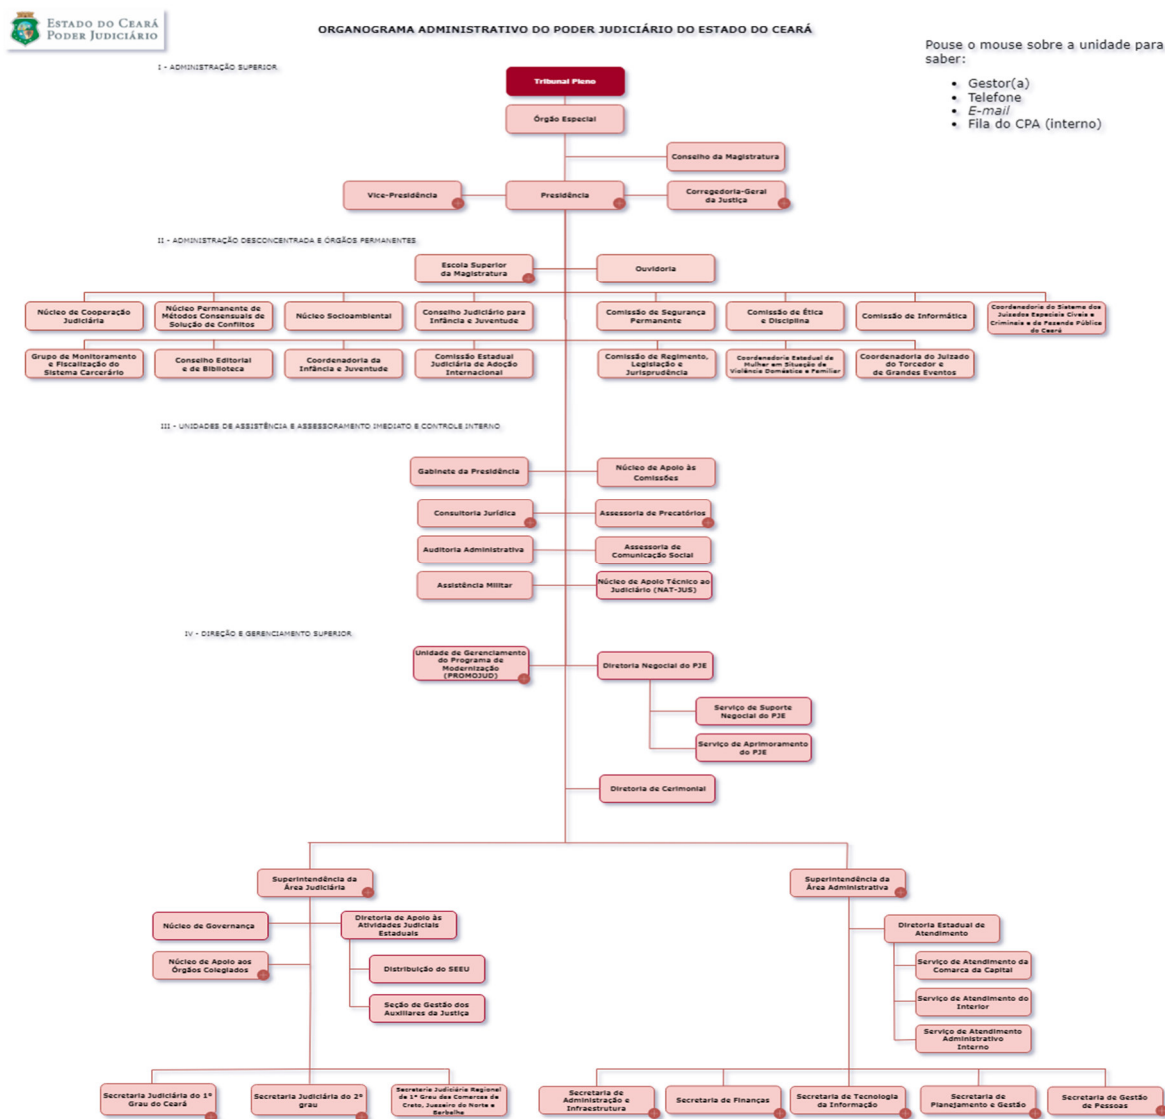 ESTADO DO CEARÁ
PODER JUDICIÁRIO
ORGANOGRAMA ADMINISTRATIVO DO PODER JUDICIÁRIO DO ESTADO DO CEARÁ
Pouse o mouse sobre a unidade para
saber:
• Gestor(a)
• Telefone
• E-mail
• Fila do CPA (interno)
I - ADMINISTRAÇÃO SUPERIOR
Tribunal Pleno
Órgão Especial
Conselho da Magistratura
Vice-Presidência
Presidência
Corregedoria-Geral
da Justiça
II - ADMINISTRAÇÃO DESCONCENTRADA E ÓRGÃOS PERMANENTES
Escola Superior
da Magistratura
Ouvidoria
Núcleo de Cooperação
Judiciária
Núcleo Permanente de
Métodos Consensuais de
Solução de Conflitos
Núcleo Socioambiental
Conselho Judiciário para
Infância e Juventude
Comissão de Segurança
Permanente
Comissão de Ética
e Disciplina
Comissão de Informática
Coordenadoria do Sistema dos
Juizados Especiais Cíveis e
Criminais e da Fazenda Pública
do Ceará
Grupo de Monitoramento
e Fiscalização do
Sistema Carcerário
Conselho Editorial
e de Biblioteca
Coordenadoria da
Infância e Juventude
Comissão Estadual
Judiciária de Adoção
Internacional
Comissão de Regimento,
Legislação e
Jurisprudência
Coordenadoria Estadual da
Mulher em Situação de
Violência Doméstica e Familiar
Coordenadoria do Juizado
do Torcedor e
de Grandes Eventos
III - UNIDADES DE ASSISTÊNCIA E ASSESSORAMENTO IMEDIATO E CONTROLE INTERNO
Gabinete da Presidência
Núcleo de Apoio às
Comissões
Consultoria Jurídica
Assessoria de Precatórios
Auditoria Administrativa
Assessoria de
Comunicação Social
Assistência Militar
Núcleo de Apoio Técnico ao
Judiciário (NAT-JUS)
IV - DIREÇÃO E GERENCIAMENTO SUPERIOR
Unidade de Gerenciamento
do Programa de
Modernização
(PROMOJUD)
Diretoria Negocial do PJE
Serviço de Suporte
Negocial do PJE
Serviço de Aprimoramento
do PJE
Diretoria de Cerimonial
Superintendência da
Área Judiciária
Superintendência da
Área Administrativa
Núcleo de Governança
Diretoria de Apoio às
Atividades Judiciais
Estaduais
Núcleo de Apoio aos
Órgãos Colegiados
Distribuição do SEEU
Seção de Gestão dos
Auxiliares da Justiça
Diretoria Estadual de
Atendimento
Serviço de Atendimento da
Comarca da Capital
Serviço de Atendimento do
Interior
Serviço de Atendimento
Administrativo
Interno
Secretaria Judiciária do 1º
Grau do Ceará
Secretaria Judiciária do 2º
grau
Secretaria Judiciária Regional
de 1º Grau das Comarcas de
Crato, Juazeiro do Norte e
Barbalha
Secretaria de
Administração e
Infraestrutura
Secretaria de Finanças
Secretaria de Tecnologia
da Informação
Secretaria de
Planejamento e Gestão
Secretaria de Gestão
de Pessoas